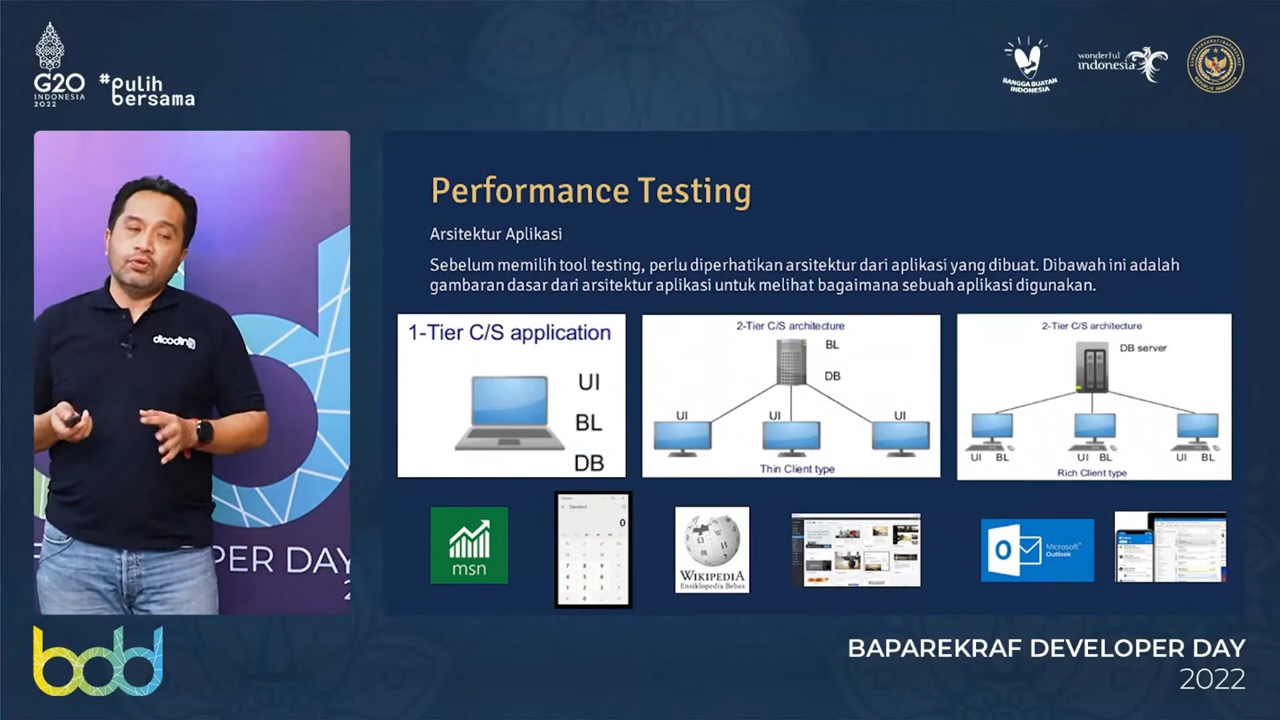 G20
INDONESIA
2022
#pulih
bersama
BANGGA BUATAN
INDONESIA
wonderful
indonesia
dicoding
PER DAY
Performance Testing
Arsitektur Aplikasi
Sebelum memilih tool testing, perlu diperhatikan arsitektur dari aplikasi yang dibuat. Dibawah ini adalah
gambaran dasar dari arsitektur aplikasi untuk melihat bagaimana sebuah aplikasi digunakan.
1-Tier C/S application
UI
BL
DB
2-Tier C/S architecture
BL
DB
UI UI UI
Thin Client type
2-Tier C/S architecture
DB server
UI BL UI BL UI BL
Rich Client type
msn
Standard
0
WIKIPEDIA
Ensiklopedia Bebas
Microsoft
Outlook
bdd
BAPAREKRAF DEVELOPER DAY
2022